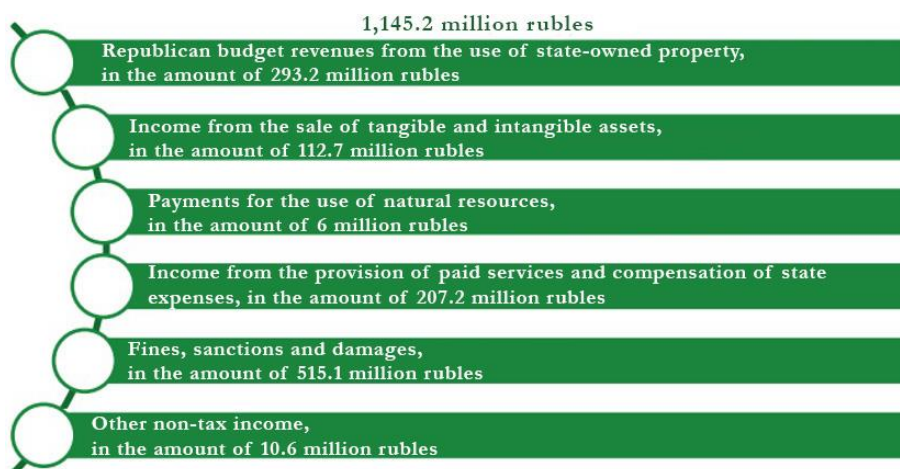 1,145.2 million rubles
Republican budget revenues from the use of state-owned property,
in the amount of 293.2 million rubles
Income from the sale of tangible and intangible assets,
in the amount of 112.7 million rubles
Payments for the use of natural resources,
in the amount of 6 million rubles
Income from the provision of paid services and compensation of state
expenses, in the amount of 207.2 million rubles
Fines, sanctions and damages,
in the amount of 515.1 million rubles
Other non-tax income,
in the amount of 10.6 million rubles